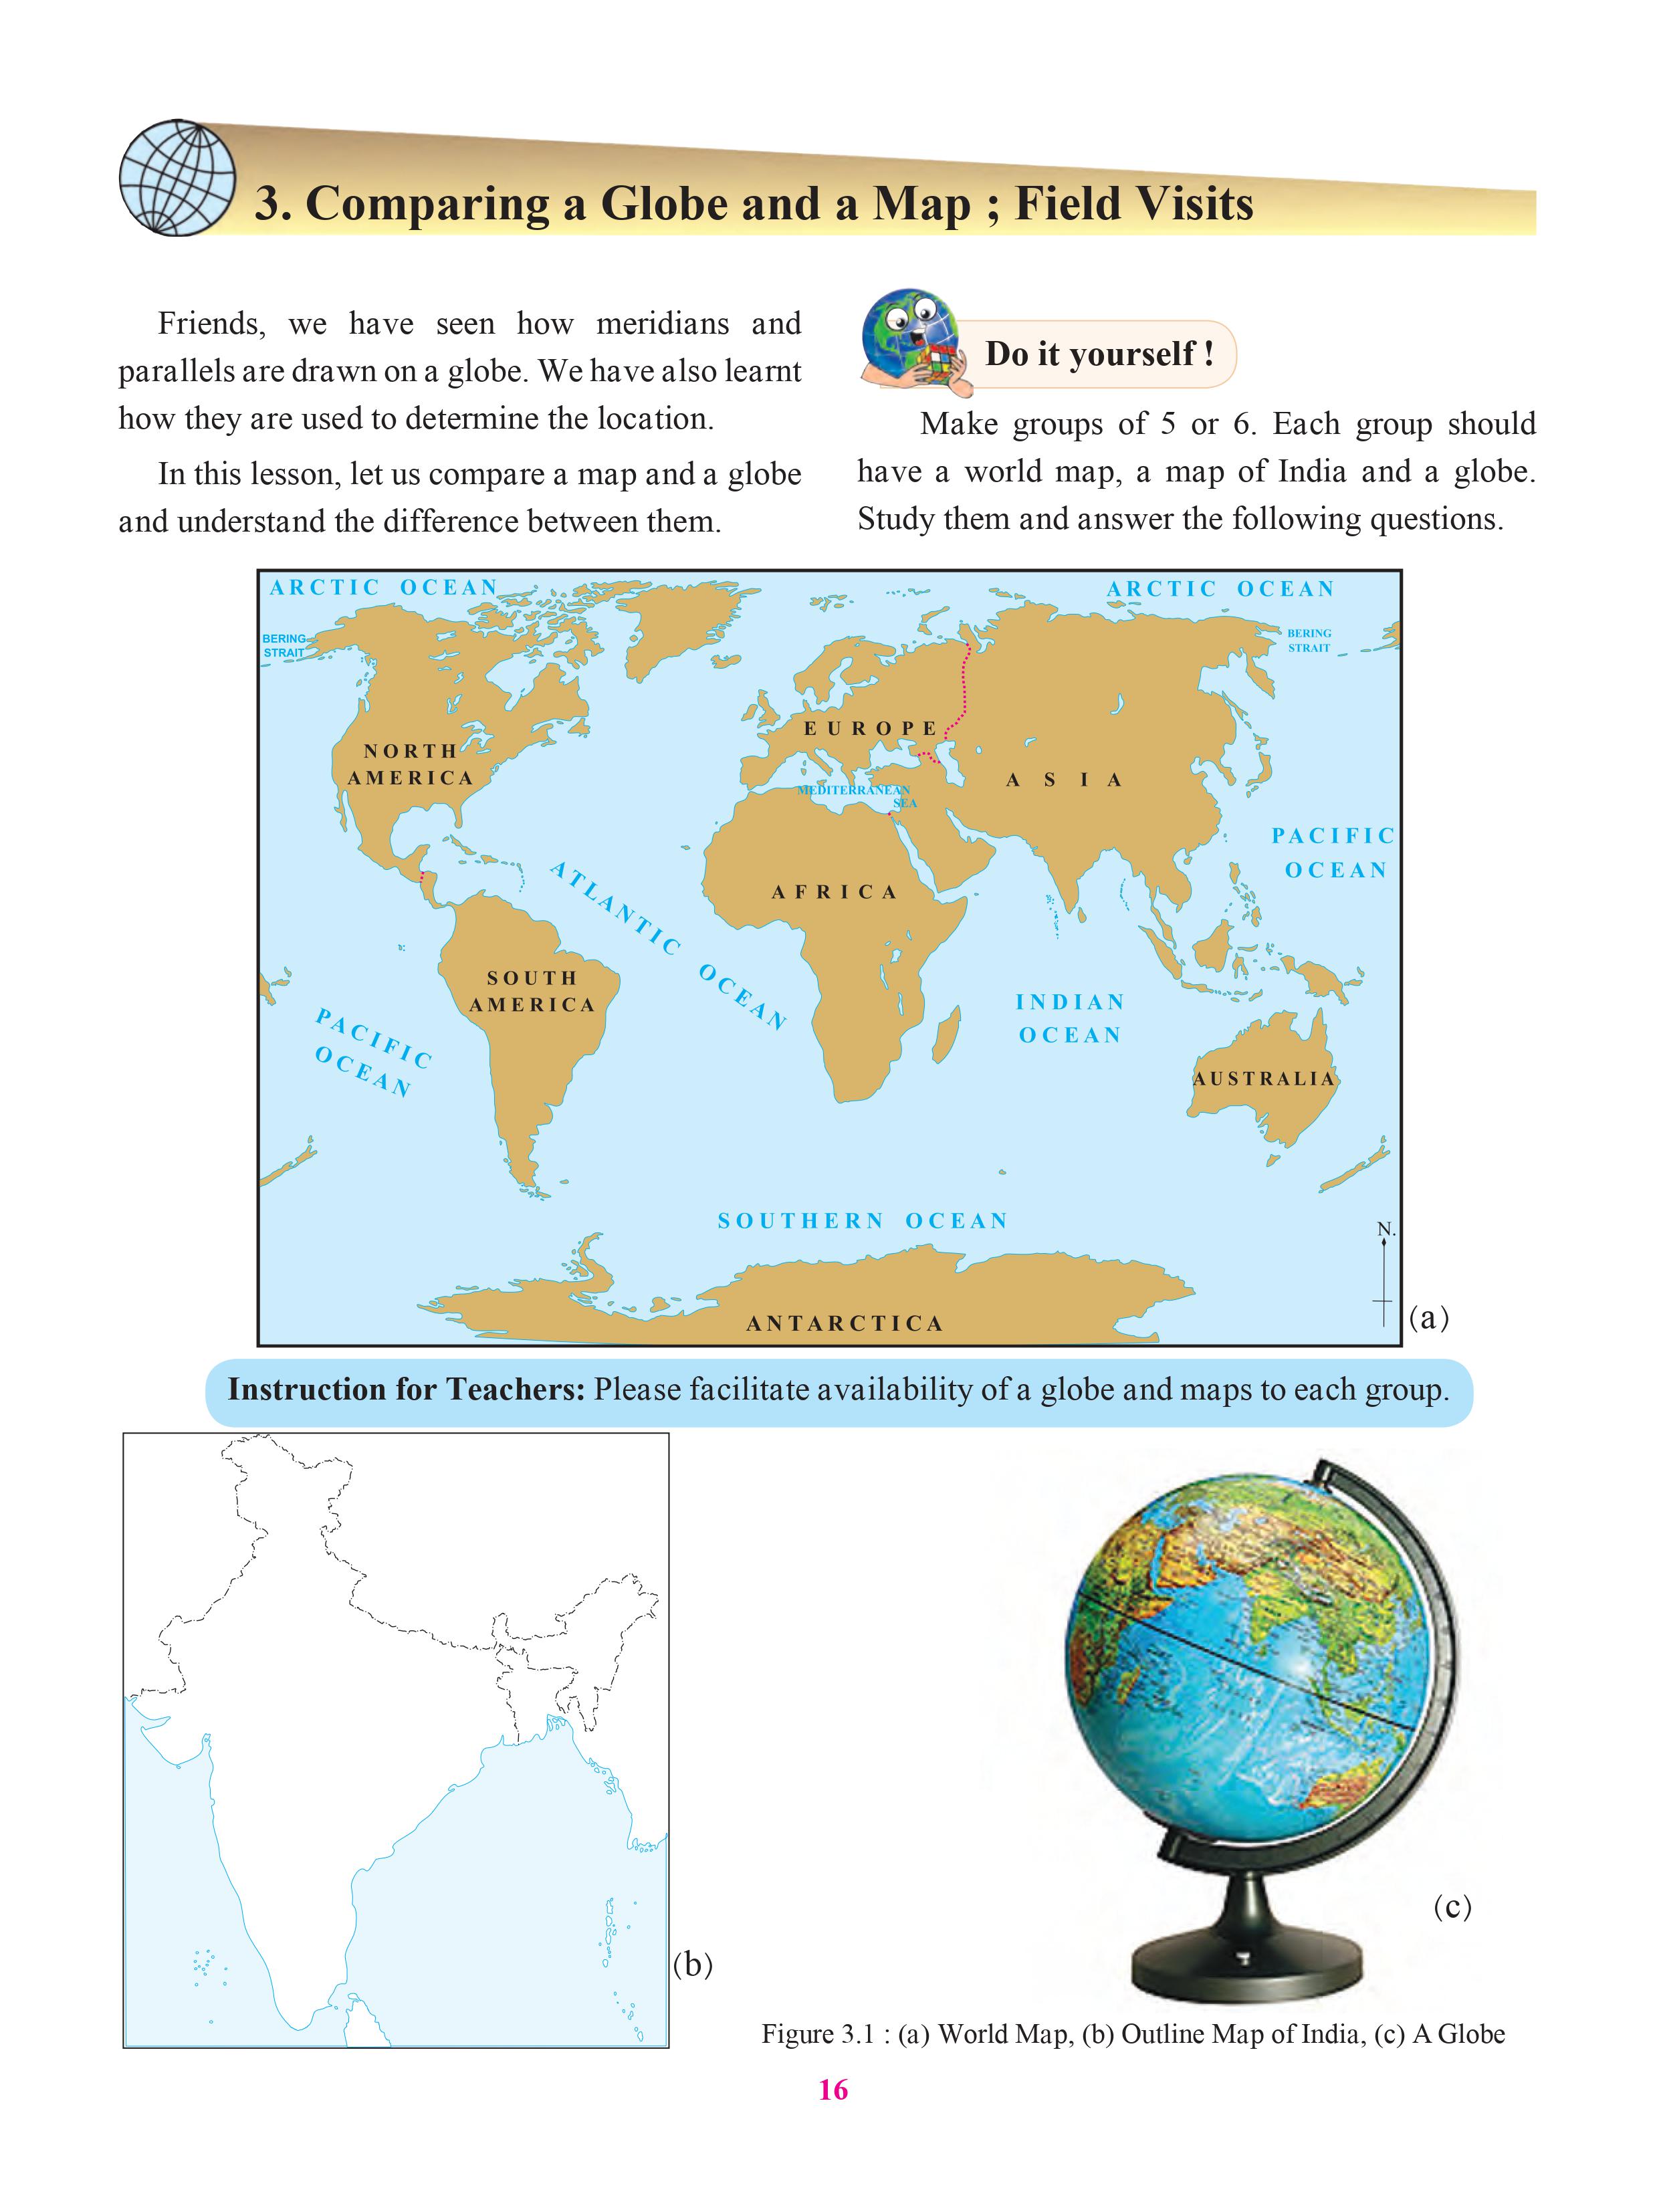 3. Comparing a Globe and a Map ; Field Visits
Friends, we have seen how meridians and
parallels are drawn on a globe. We have also learnt
how they are used to determine the location.
In this lesson, let us compare a map and a globe
and understand the difference between them.
Do it yourself !
Make groups of 5 or 6. Each group should
have a world map, a map of India and a globe.
Study them and answer the following questions.
ARCTIC OCEAN
ARCTIC OCEAN
BERING
STRAIT
BERING
STRAIT
EUROPE
NORTH
AMERICA
ASIA
MEDITERRANEAN
SEA
PACIFIC
OCEAN
ATLANTIC OCEAN
AFRICA
SOUTH
AMERICA
INDIAN
OCEAN
PACIFIC
OCEAN
AUSTRALIA
SOUTHERN OCEAN
N.
ANTARCTICA
(a)
Instruction for Teachers: Please facilitate availability of a globe and maps to each group.
(b)
(c)
Figure 3.1 : (a) World Map, (b) Outline Map of India, (c) A Globe
16